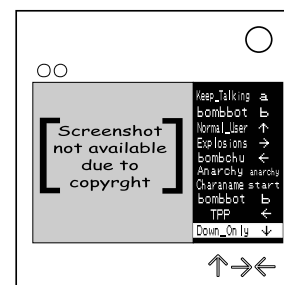 Screenshot
not available
due to
copyrght
Keep_Talking a
bombbot b
Normal_User ↑
Explosions →
bombchu ←
Anarchy anarchy
Charaname start
bombbot b
TPP ←
Down_Only ↓
↑→←